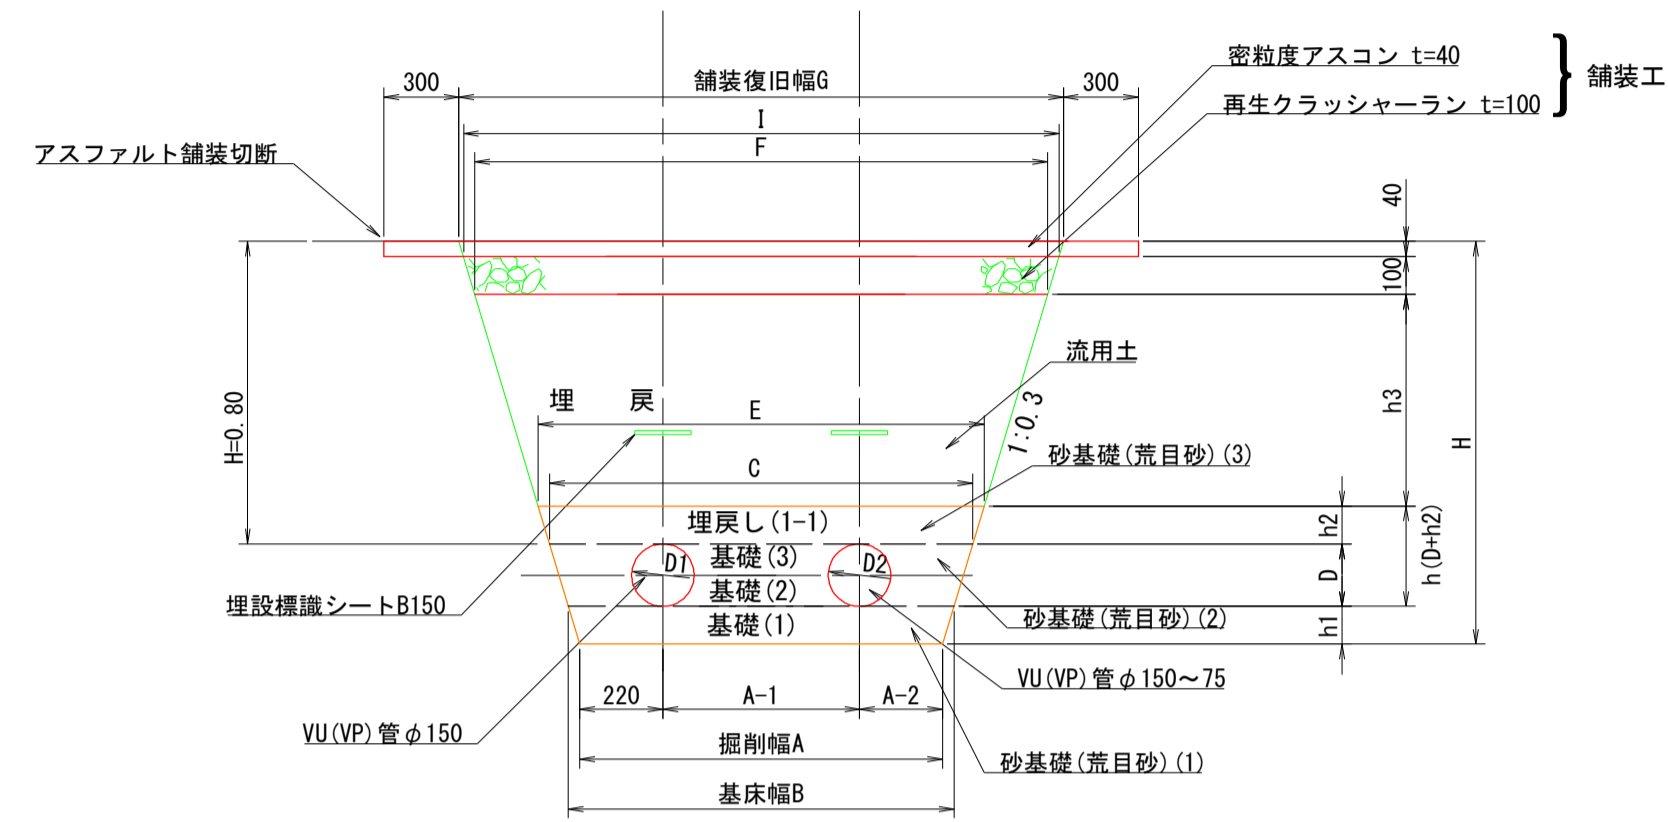 密粒度アスコン t=40
再生クラッシャーラン t=100
舗装工
300
舗装復旧幅G
300
I
F
アスファルト舗装切断
40
100
流用土
埋 戻
E
1:0.3
h3
H
H=0.80
C
砂基礎(荒目砂)(3)
埋戻し(1-1)
h2
基礎(3)
D1
D2
D
h(D+h2)
基礎(2)
埋設標識シートB150
基礎(1)
砂基礎(荒目砂)(2)
h1
220
A-1
A-2
VU(VP)管φ150~75
VU(VP)管φ150
掘削幅A
砂基礎(荒目砂)(1)
基床幅B